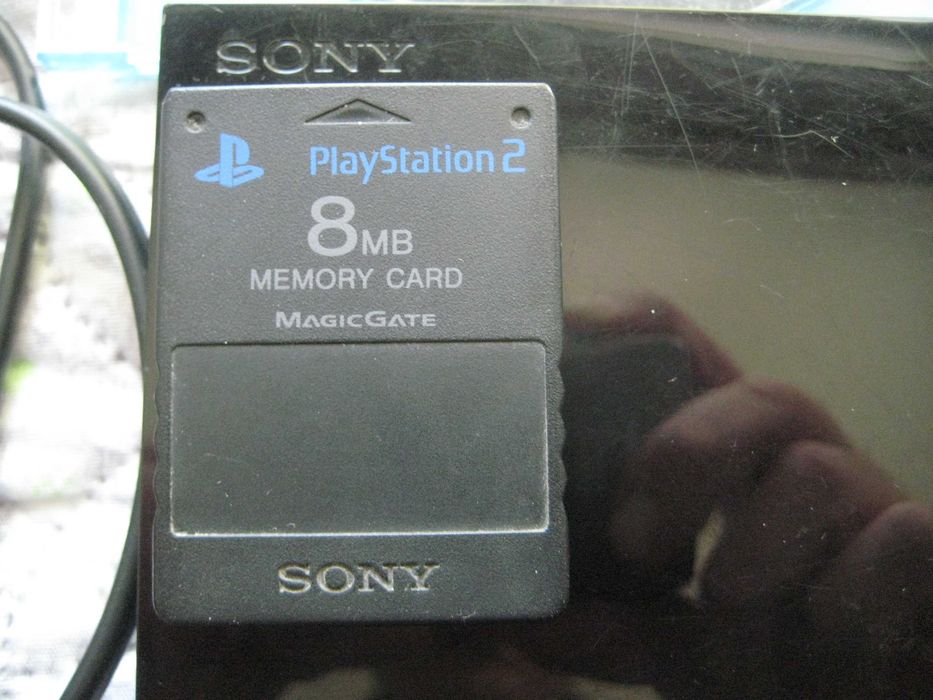 SONY
PlayStation 2
8MB
MEMORY CARD
MAGICGATE
SONY